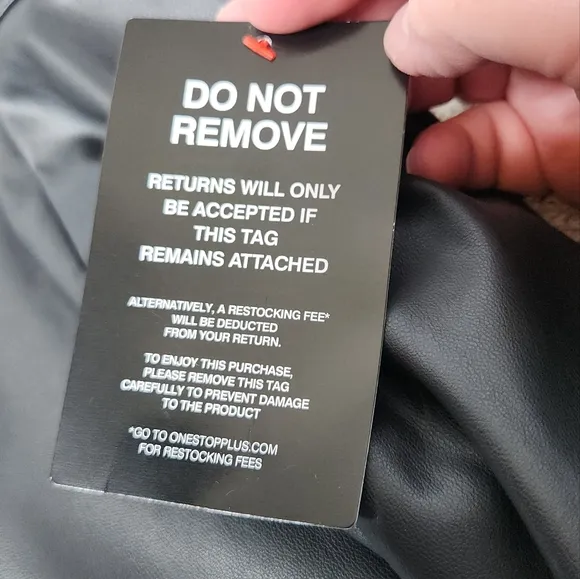 DO NOT
REMOVE
RETURNS WILL ONLY
BE ACCEPTED IF
THIS TAG
REMAINS ATTACHED
ALTERNATIVELY, A RESTOCKING FEE*
WILL BE DEDUCTED
FROM YOUR RETURN.
TO ENJOY THIS PURCHASE,
PLEASE REMOVE THIS TAG
CAREFULLY TO PREVENT DAMAGE
TO THE PRODUCT
*GO TO ONESTOPPLUS.COM
FOR RESTOCKING FEES